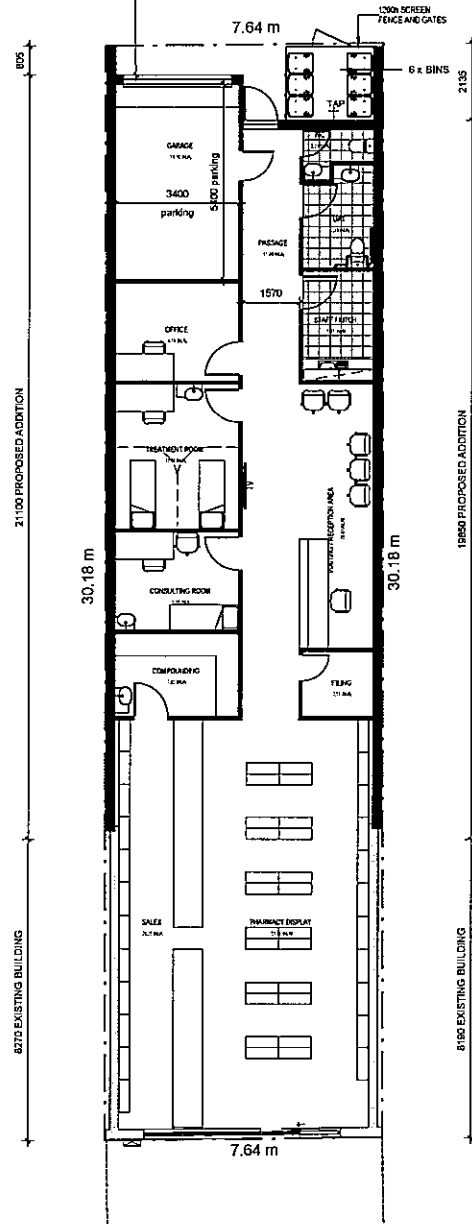 1200h SCREEN
FENCE AND GATES
7.64 m
805
6 x BINS
2135
TAP
GARAGE
3400
parking
5400 parking
PASSAGE
1570
OFFICE
STAFF KITCH
TREATMENT ROOM
TV
21100 PROPOSED ADDITION
19850 PROPOSED ADDITION
30.18 m
30.18 m
WAITING/RECEPTION AREA
CONSULTING ROOM
COMPOUNDING
FILING
SALES
PHARMACY DISPLAY
8270 EXISTING BUILDING
8190 EXISTING BUILDING
7.64 m